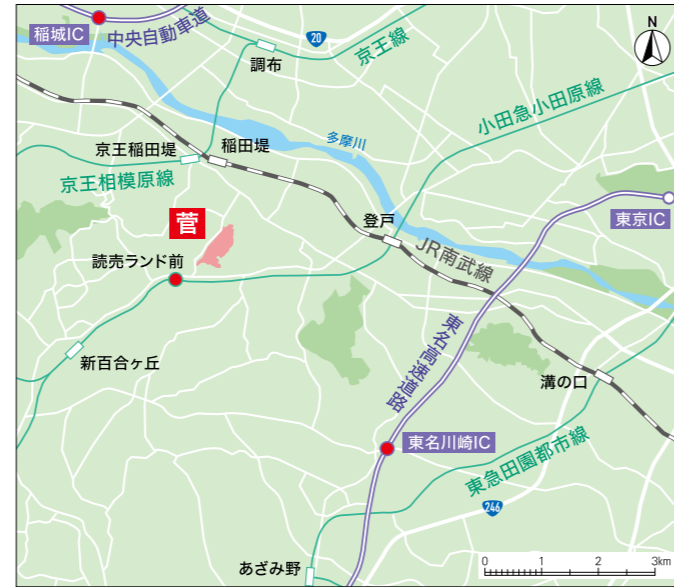 稲城IC
中央自動車道
20
京王線
N
調布
小田急小田原線
多摩川
京王稲田堤
稲田堤
京王相模原線
東京IC
菅
登戸
JR南武線
読売ランド前
東名高速道路
新百合ヶ丘
溝の口
東名川崎IC
東急田園都市線
246
あざみ野
0 1 2 3km